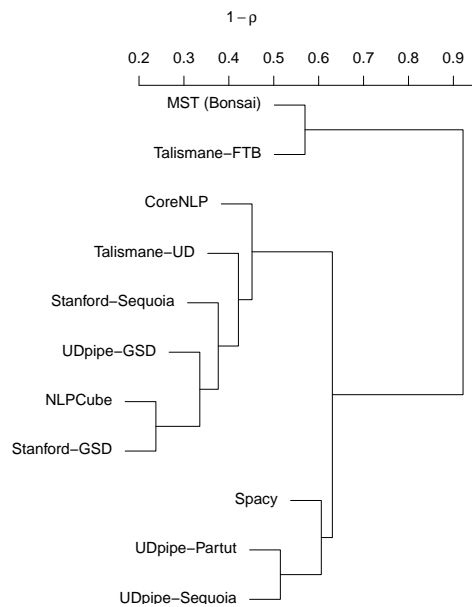 1 − ρ
0.2 0.3 0.4 0.5 0.6 0.7 0.8 0.9
MST (Bonsai)
Talismane−FTB
CoreNLP
Talismane−UD
Stanford−Sequoia
UDpipe−GSD
NLPCube
Stanford−GSD
Spacy
UDpipe−Partut
UDpipe−Sequoia